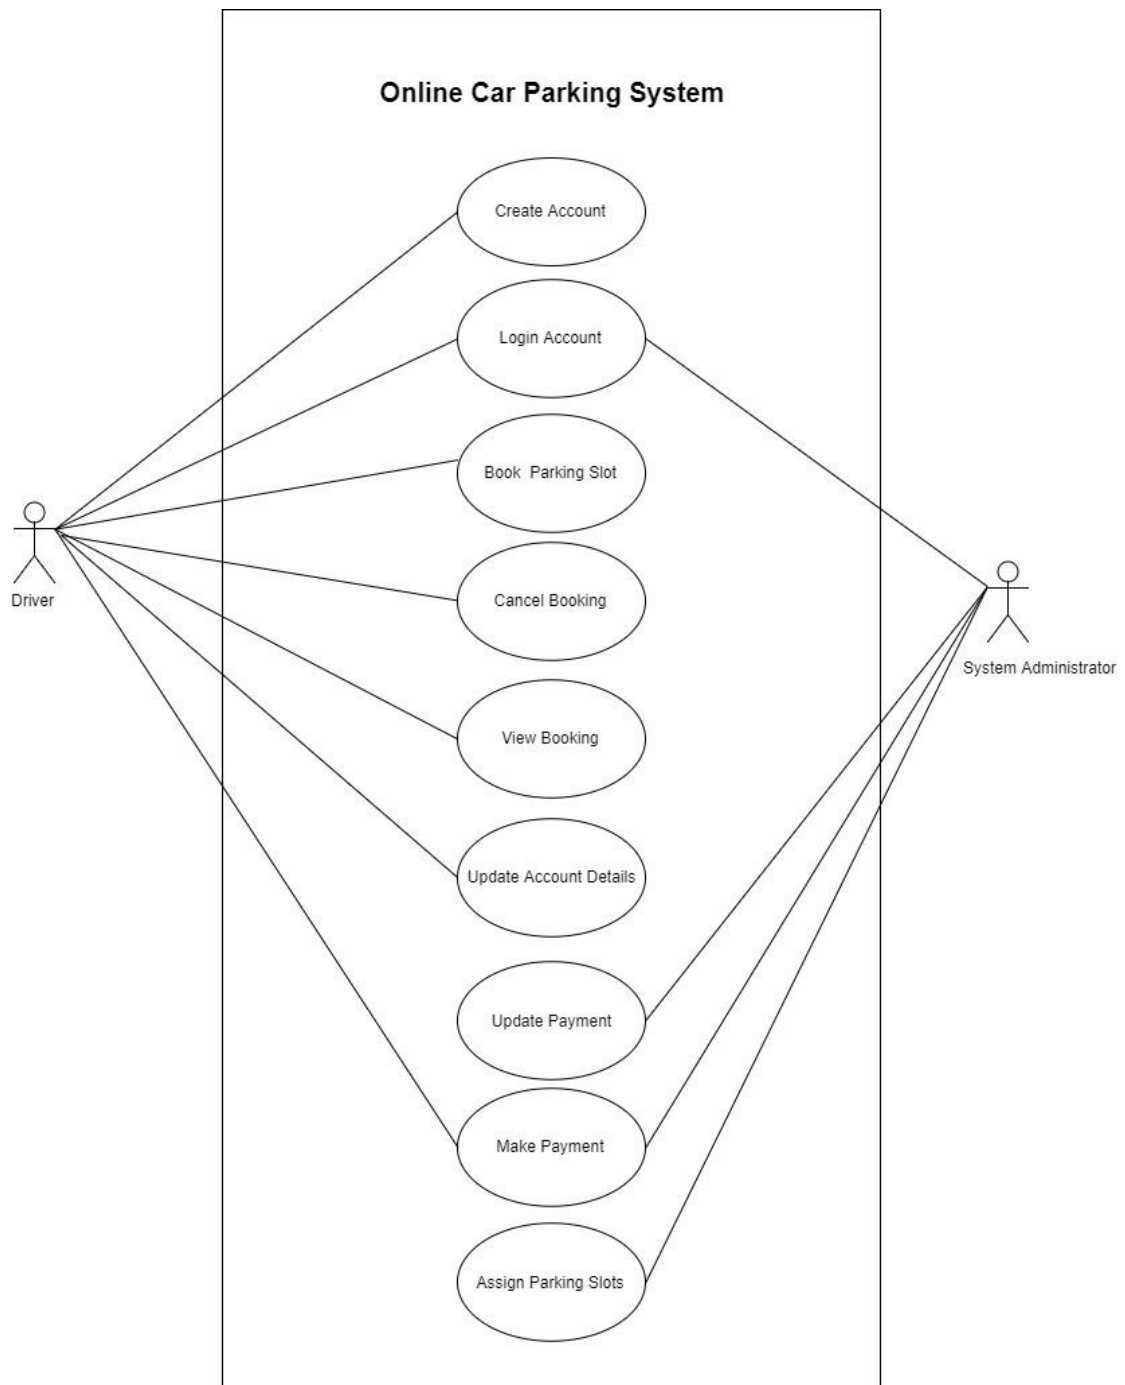 Online Car Parking System
Create Account
Login Account
Book  Parking Slot
Cancel Booking
Driver
System Administrator
View Booking
Update Account Details
Update Payment
Make Payment
Assign Parking Slots